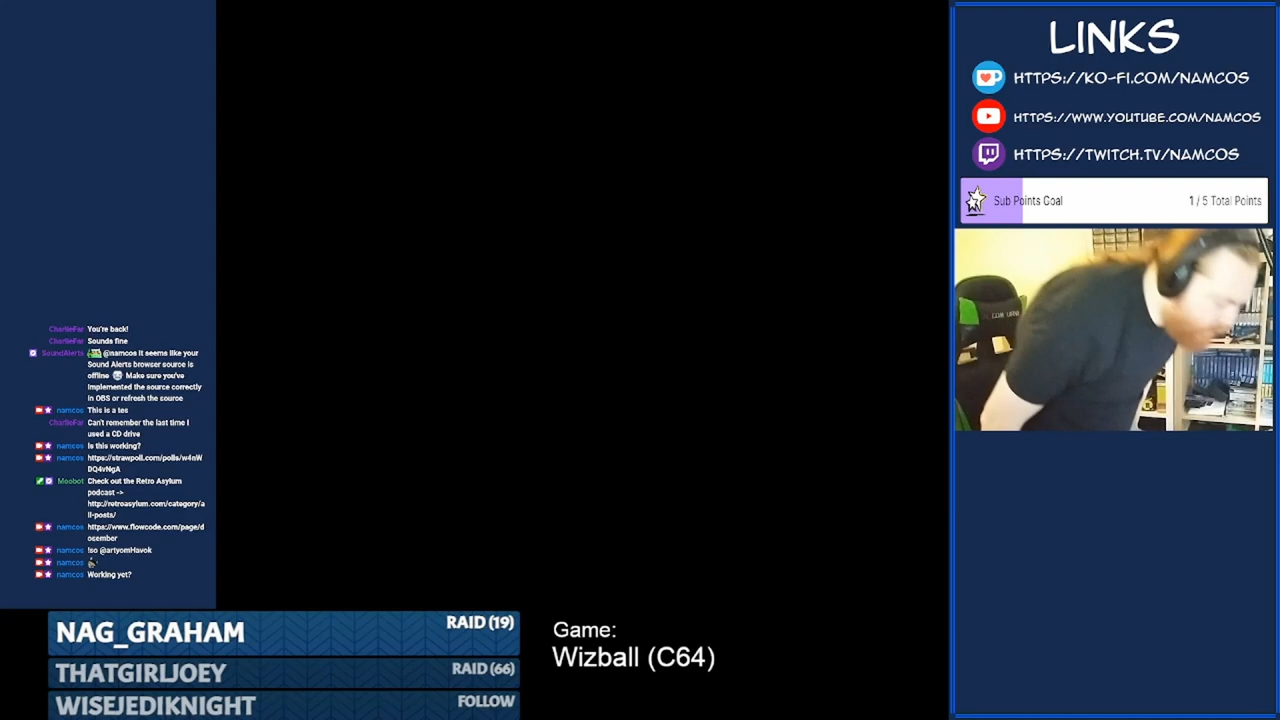 LINKS
HTTPS://KO-FI.COM/NAMCOS
HTTPS://WWW.YOUTUBE.COM/NAMCOS
HTTPS://TWITCH.TV/NAMCOS
Sub Points Goal 1 / 5 Total Points
CharlieFar You're back!
CharlieFar Sounds fine
SoundAlerts @namcos It seems like your
Sound Alerts browser source is
offline Make sure you've
implemented the source correctly
in OBS or refresh the source
namcos This is a tes
CharlieFar Can't remember the last time I
used a CD drive
namcos Is this working?
namcos https://strawpoll.com/polls/w4nW
DQ4vNgA
Moobot Check out the Retro Asylum
podcast ->
http://retroasylum.com/category/a
ll-posts/
namcos https://www.flowcode.com/page/d
osember
namcos !so @artyomHavok
namcos
namcos Working yet?
NAG_GRAHAM RAID (19)
THATGIRLJOEY RAID (66)
WISEJEDIKNIGHT FOLLOW
Game:
Wizball (C64)